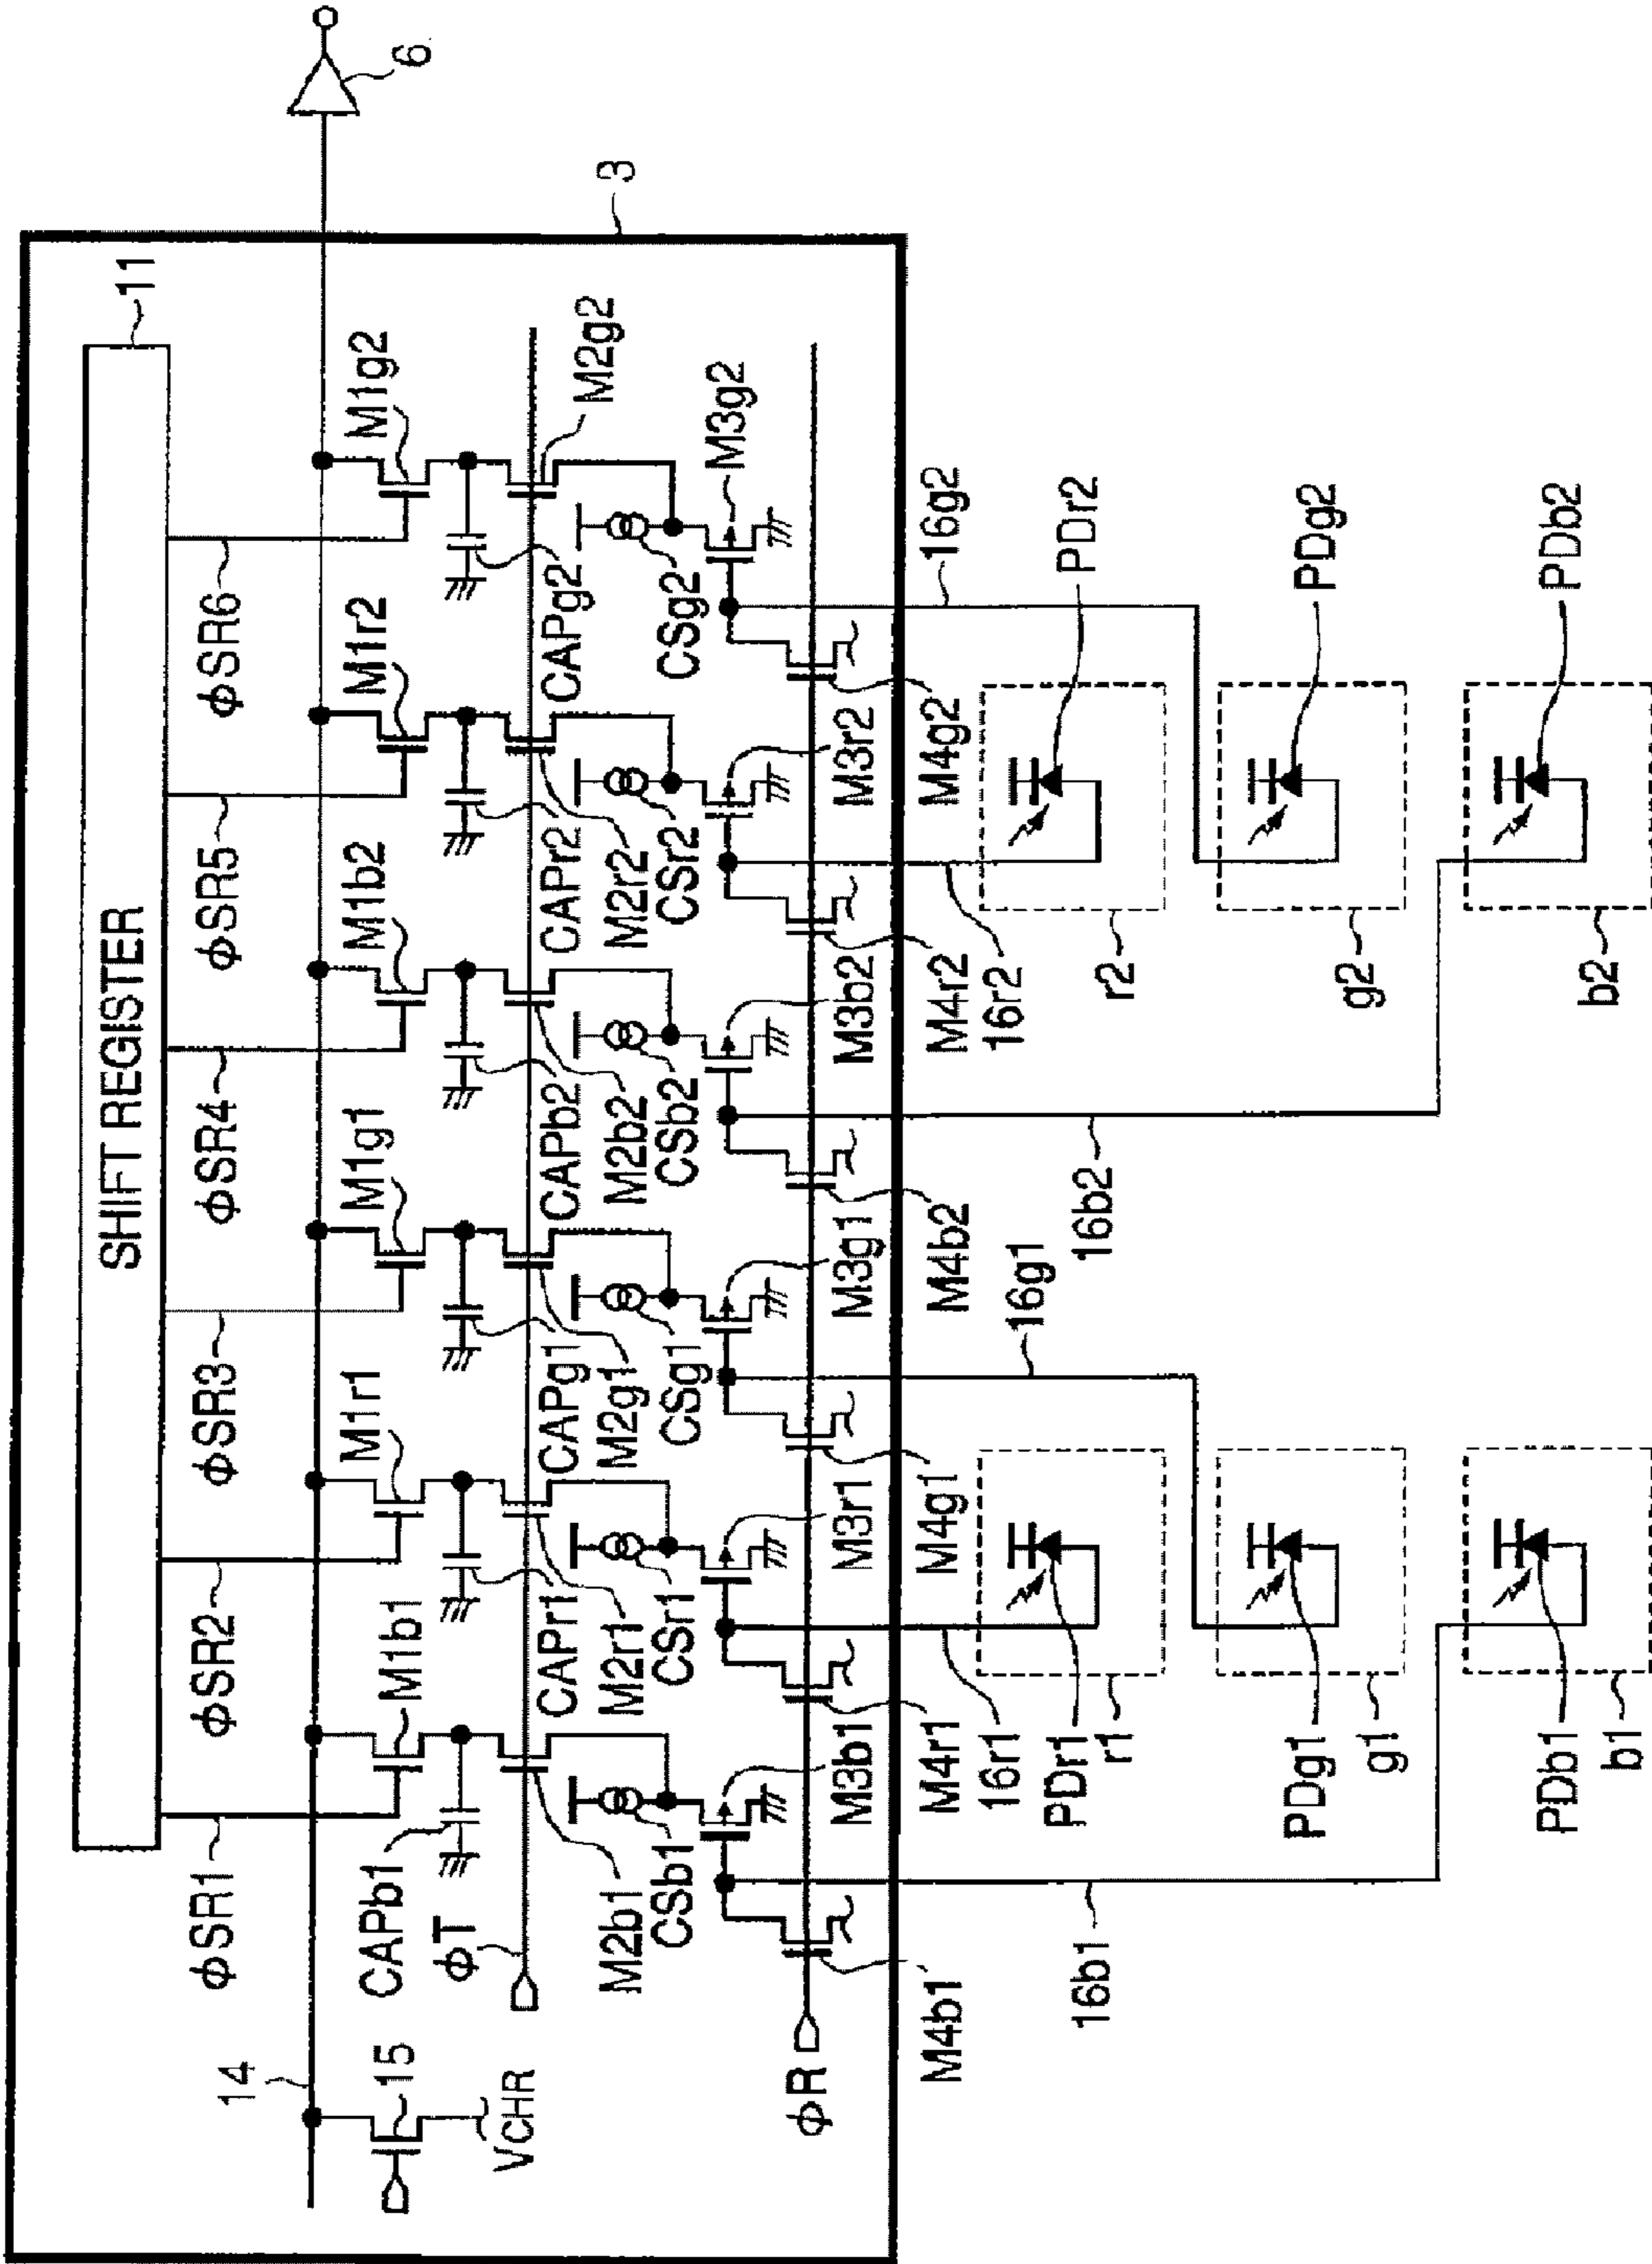 6
3
11
SHIFT REGISTER
14
15
VCHR
ϕSR1
ϕSR2
ϕSR3
ϕSR4
ϕSR5
ϕSR6
M1b1
M1r1
M1g1
M1b2
M1r2
M1g2
CAPb1
CAPr1
CAPg1
CAPb2
CAPr2
CAPg2
ϕT
M2b1
M2r1
M2g1
M2b2
M2r2
M2g2
CSb1
CSr1
CSg1
CSb2
CSr2
CSg2
M3b1
M3r1
M3g1
M3b2
M3r2
M3g2
ϕR
M4b1
M4r1
M4g1
M4b2
M4r2
M4g2
16b1
16r1
16g1
16b2
16r2
16g2
PDr1
r1
PDr2
r2
PDg1
g1
PDg2
g2
PDb1
b1
PDb2
b2